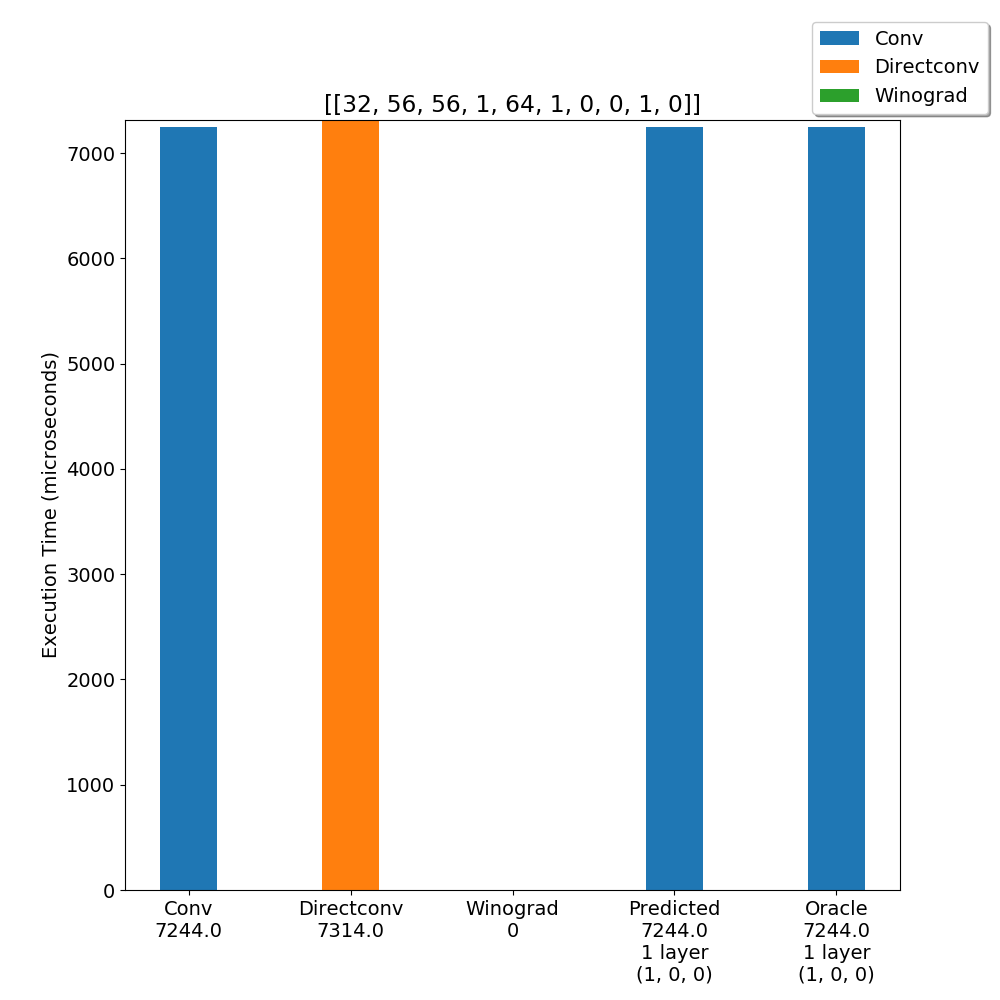 Conv
Directconv
Winograd
[[32, 56, 56, 1, 64, 1, 0, 0, 1, 0]]
Execution Time (microseconds)
7000
6000
5000
4000
3000
2000
1000
0
Conv
7244.0
Directconv
7314.0
Winograd
0
Predicted
7244.0
1 layer
(1, 0, 0)
Oracle
7244.0
1 layer
(1, 0, 0)